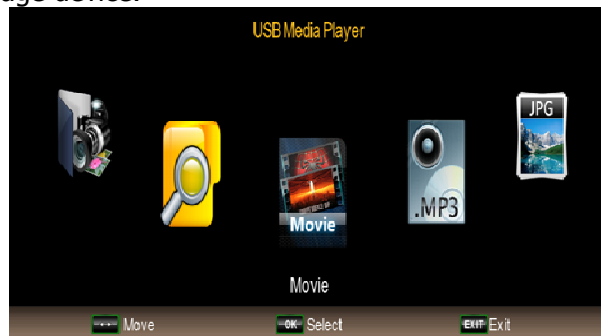 USB Media Player
JPG
.MP3
Movie
Movie
Move
OK Select
EXIT Exit